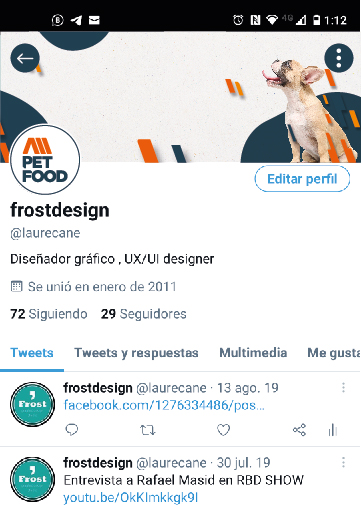 1:12
PET
FOOD
Editar perfil
frostdesign
@laurecane
Diseñador gráfico , UX/UI designer
Se unió en enero de 2011
72 Siguiendo 29 Seguidores
Tweets Tweets y respuestas Multimedia Me gusta
frostdesign @laurecane · 13 ago. 19
facebook.com/1276334486/pos...
Frost
frostdesign @laurecane · 30 jul. 19
Entrevista a Rafael Masid en RBD SHOW
youtu.be/OkKImkkgk9I
Frost